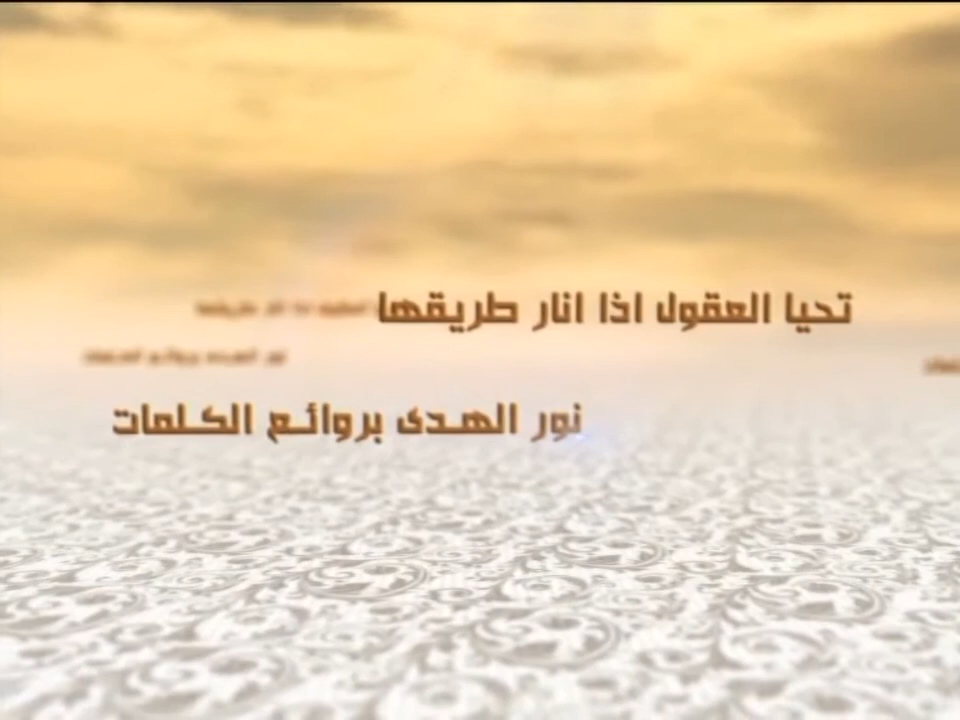 تحيا العقول اذا انار طريقها
نور الهدى بروائع الكلمات